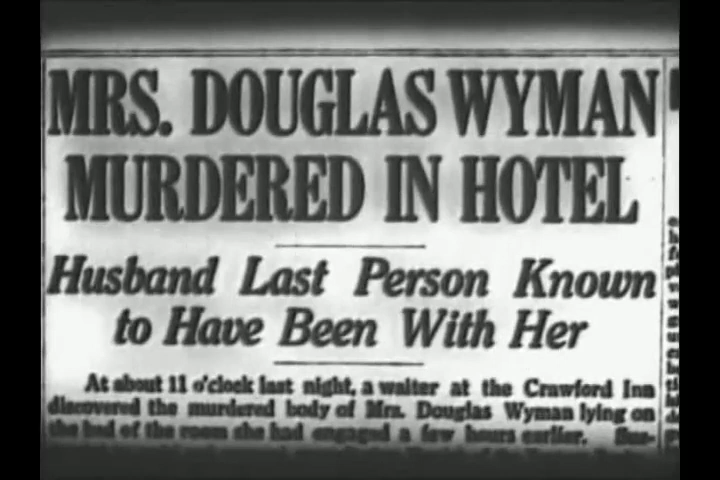 MRS. DOUGLAS WYMAN
MURDERED IN HOTEL
Husband Last Person Known
to Have Been With Her
At about 11 o'clock last night, a waiter at the Crawford Inn
discovered the murdered body of Mrs. Douglas Wyman lying on
the bed of the room she had engaged a few hours earlier. Sus-